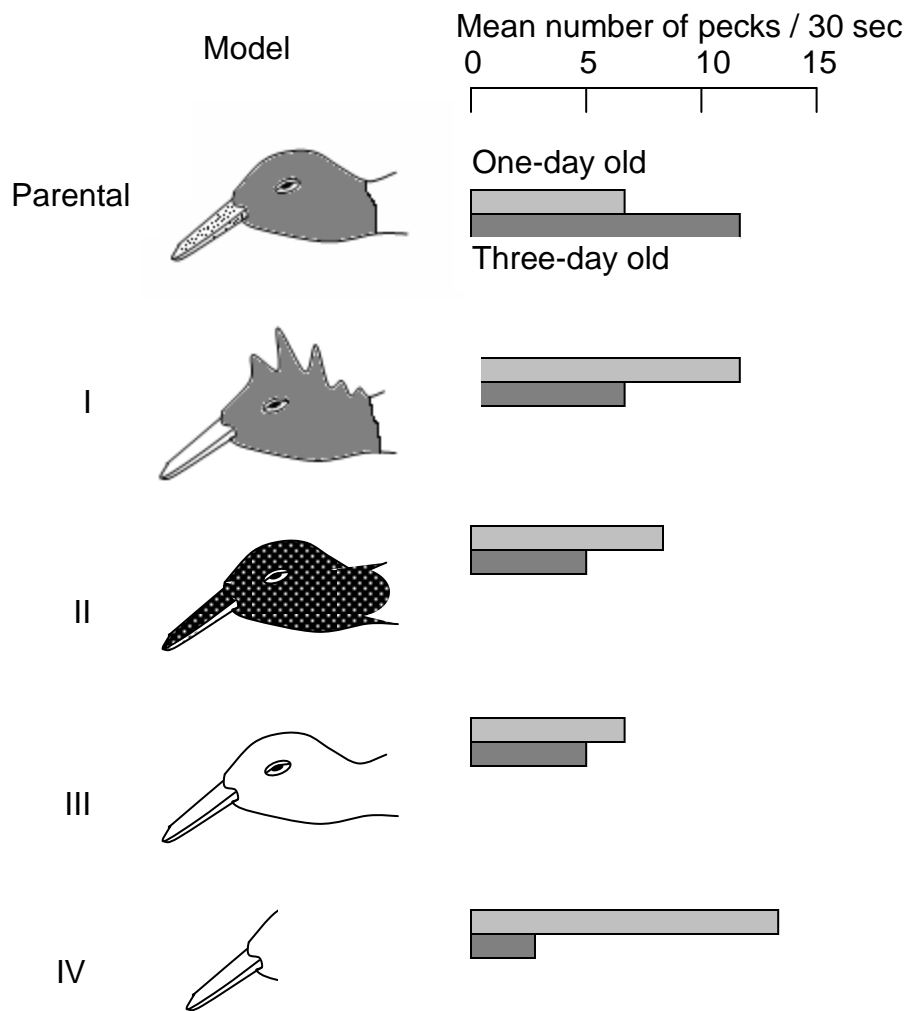 Model
Mean number of pecks / 30 sec
0 5 10 15
Parental
One-day old
Three-day old
I
II
III
IV